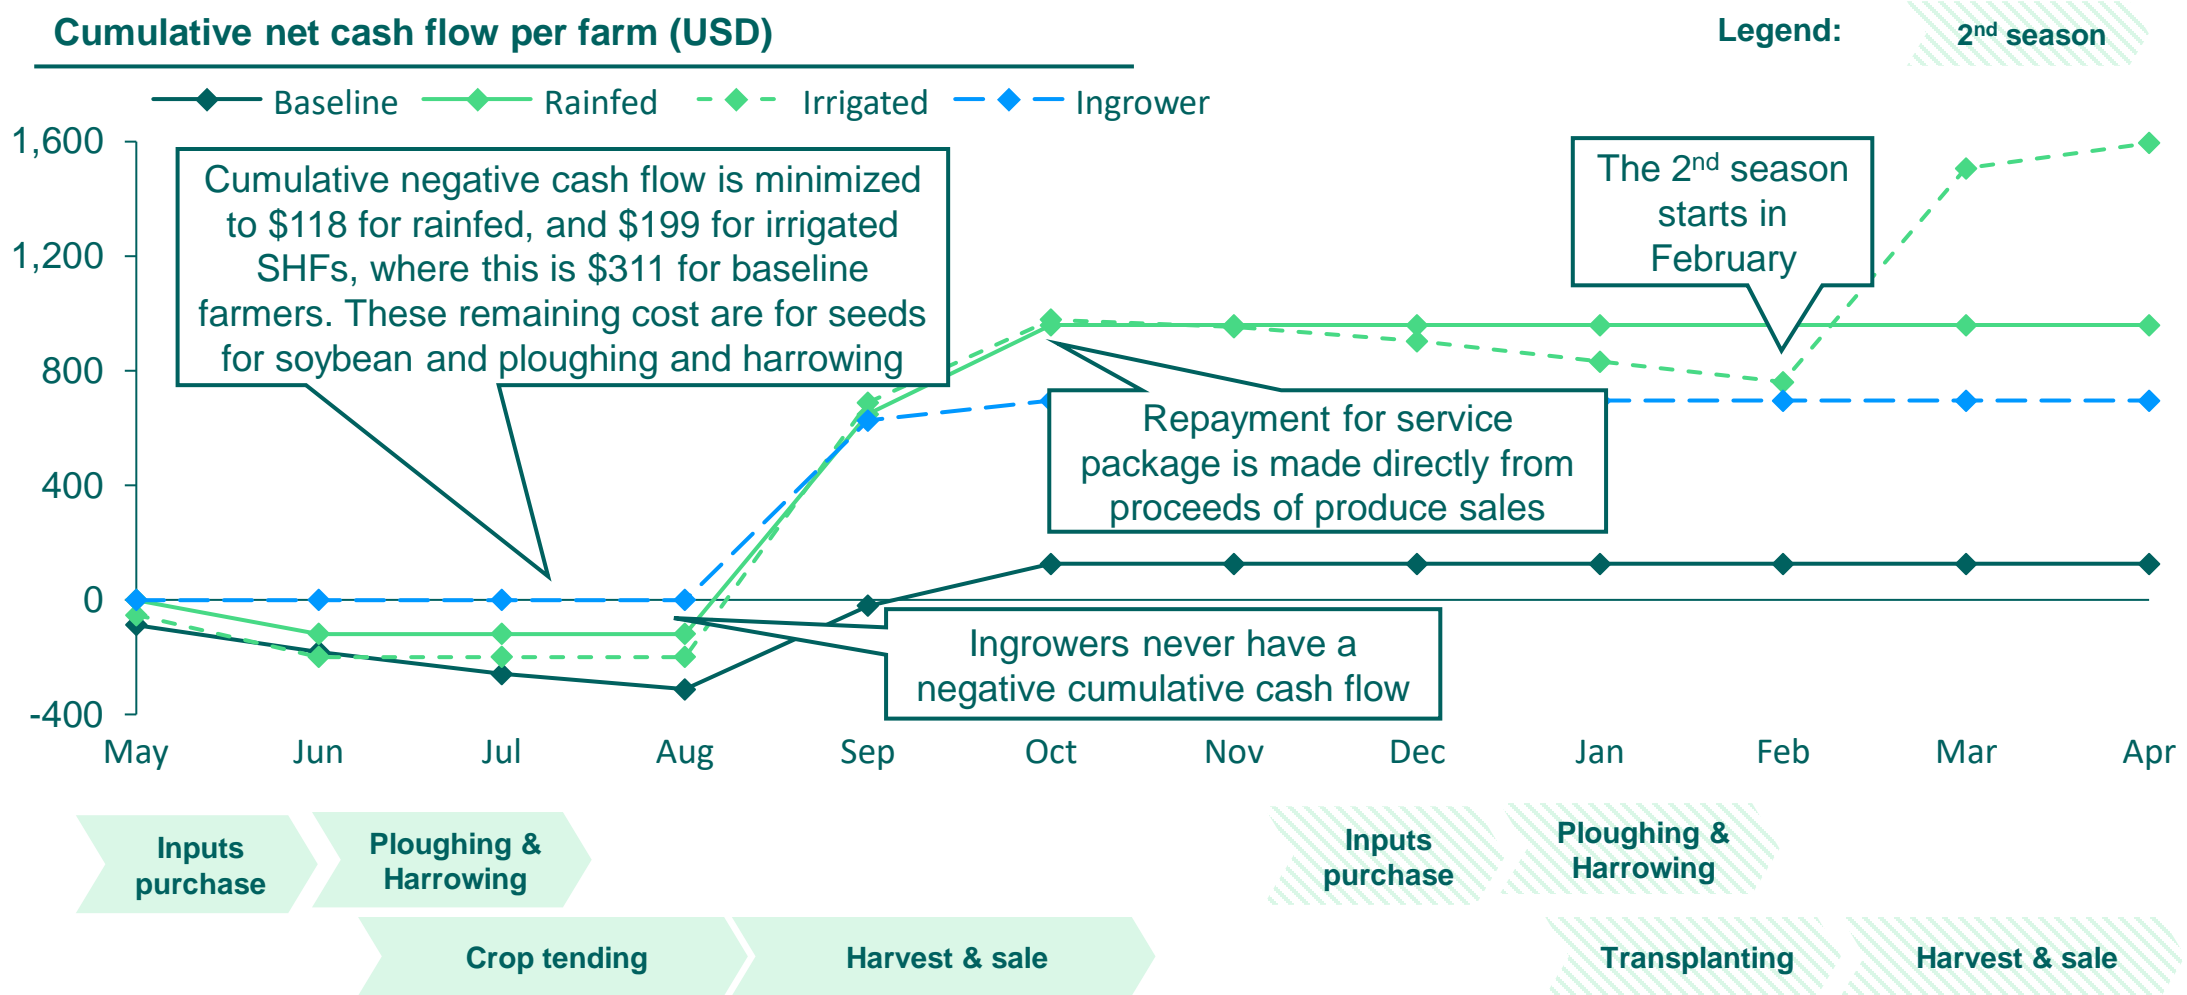 Cumulative net cash flow per farm (USD)
Legend:
2nd season
Baseline
Rainfed
Irrigated
Ingrower
1,600
1,200
800
400
0
-400
Cumulative negative cash flow is minimized
to $118 for rainfed, and $199 for irrigated
SHFs, where this is $311 for baseline
farmers. These remaining cost are for seeds
for soybean and ploughing and harrowing
The 2nd season
starts in
February
Repayment for service
package is made directly from
proceeds of produce sales
Ingrowers never have a
negative cumulative cash flow
May
Jun
Jul
Aug
Sep
Oct
Nov
Dec
Jan
Feb
Mar
Apr
Inputs
purchase
Ploughing &
Harrowing
Inputs
purchase
Ploughing &
Harrowing
Crop tending
Harvest & sale
Transplanting
Harvest & sale